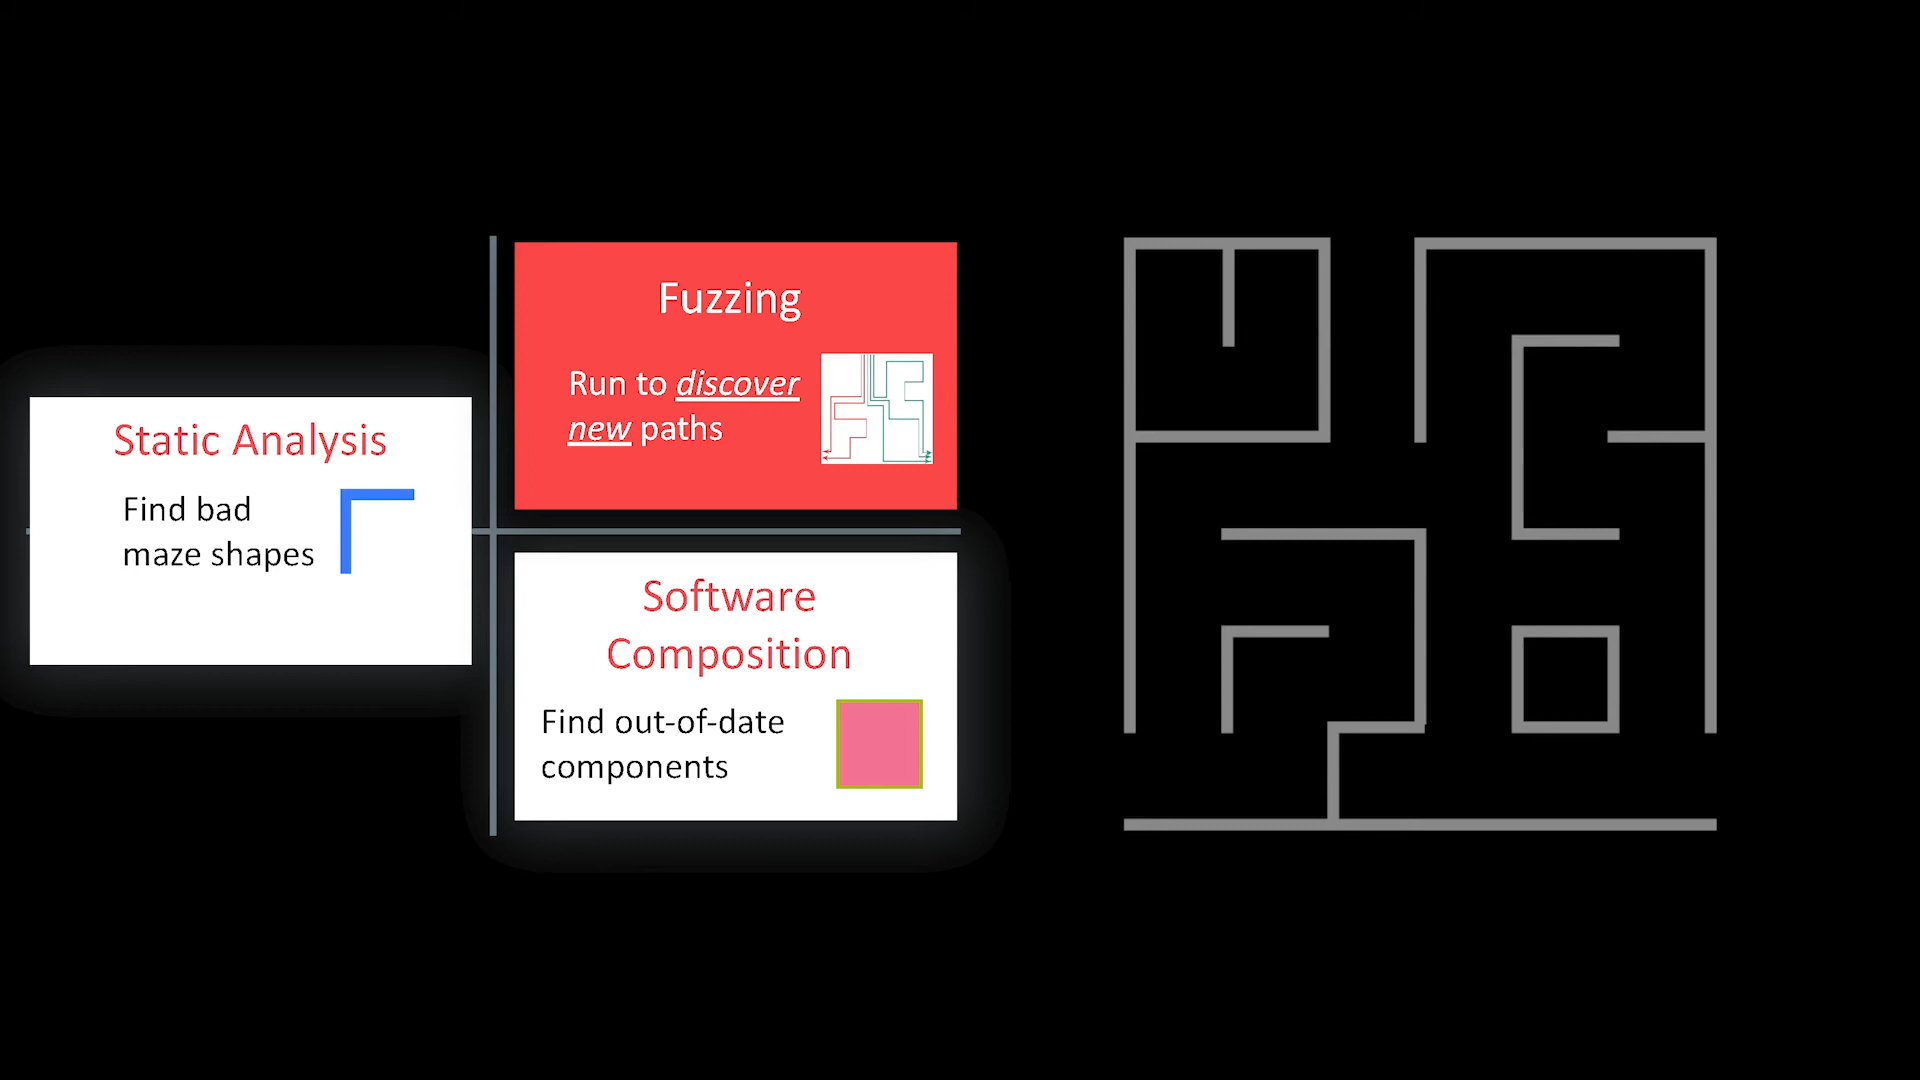 Static Analysis
Find bad
maze shapes
Fuzzing
Run to discover
new paths
Software
Composition
Find out-of-date
components